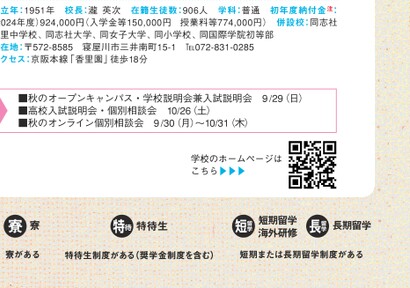 立年：1951年　校長：瀧 英次　在籍生徒数：906人　学科：普通　初年度納付金注：
2024年度）924,000円（入学金等150,000円　授業料等774,000円）　併設校：同志社
里中学校、同志社大学、同女子大学、同小学校、同国際学院初等部
在地：〒572-8585　寝屋川市三井南町15-1　℡072-831-0285
クセス：京阪本線「香里園」徒歩18分
■秋のオープンキャンパス・学校説明会兼入試説明会　9/29（日）
■高校入試説明会・個別相談会　10/26（土）
■秋のオンライン個別相談会　9/30（月）〜10/31（木）
学校のホームページは
こちら▶▶▶
寮 寮
特待 特待生
短留学 短期留学 海外研修
長留学 長期留学
寮がある
特待生制度がある（奨学金制度を含む）
短期または長期留学制度がある